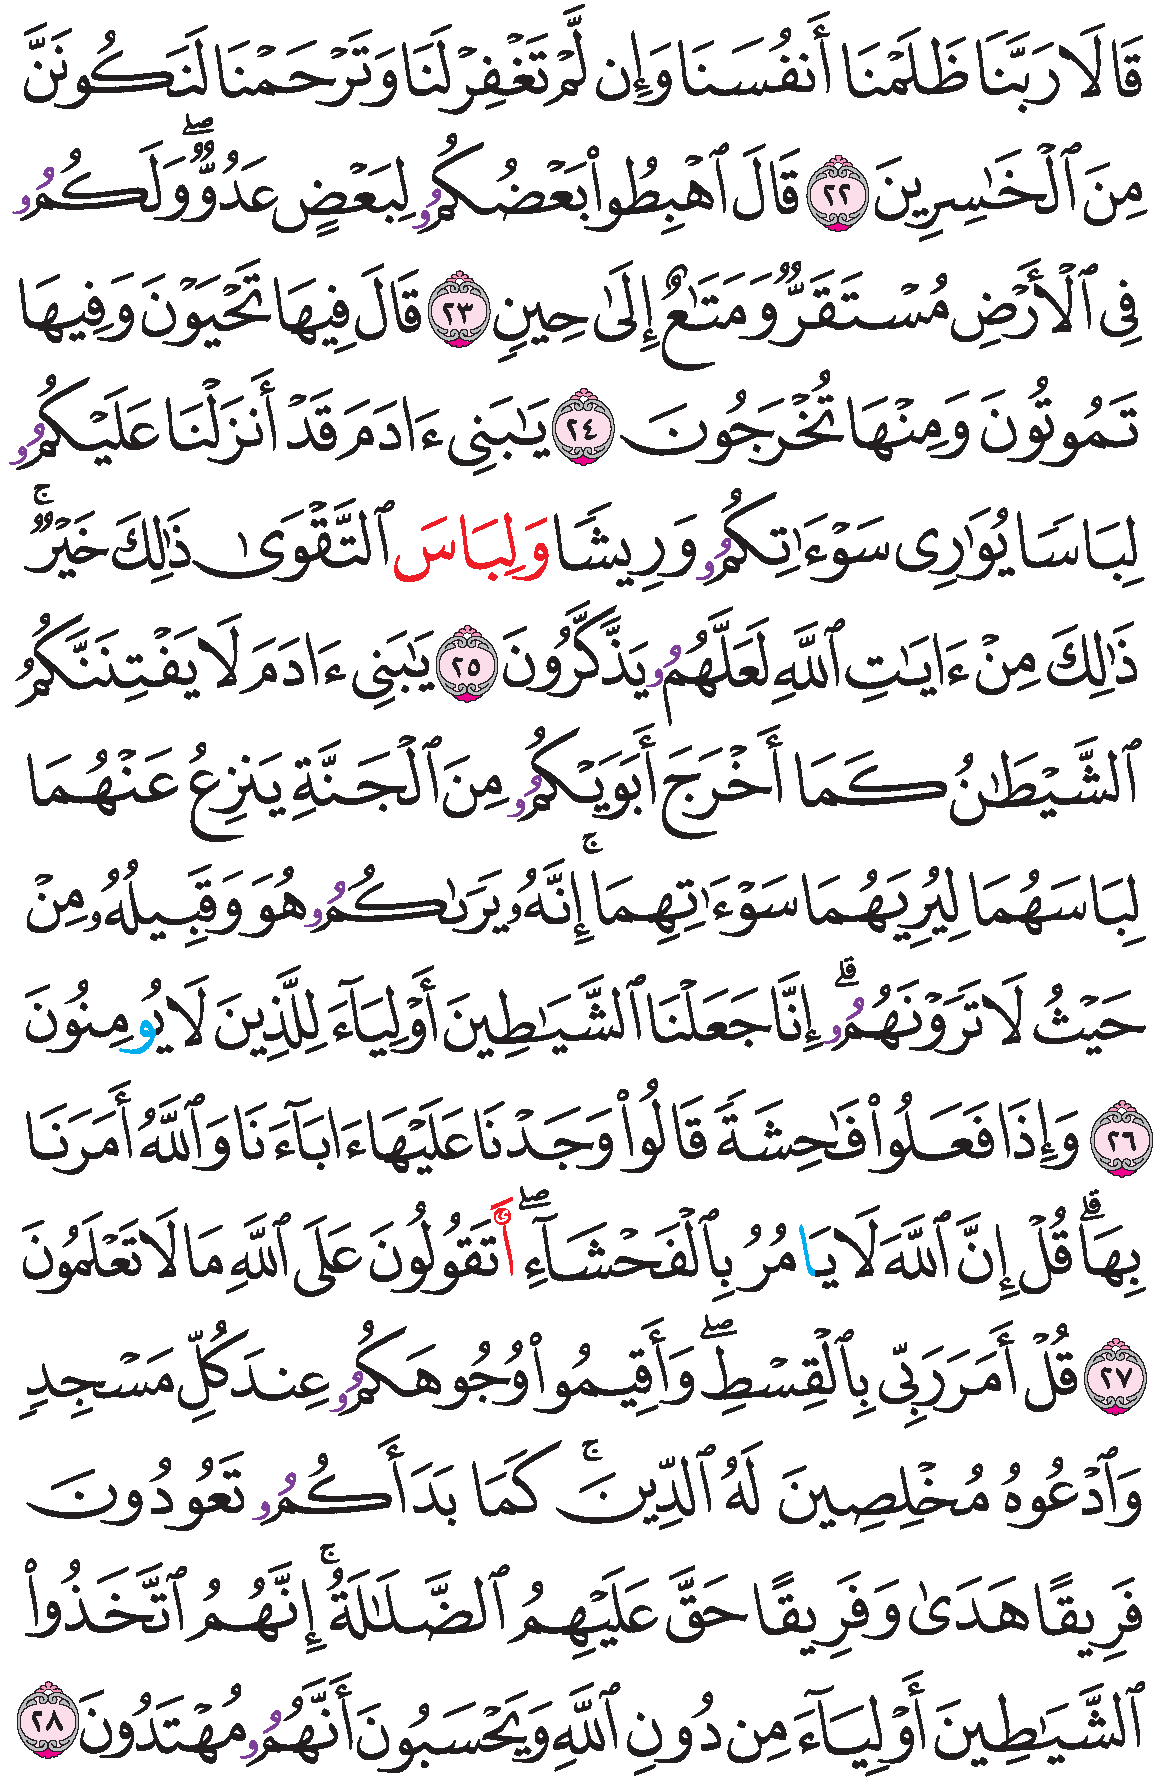 قَالَا رَبَّنَا ظَلَمْنَا أَنفُسَنَا وَإِن لَّمْ تَغْفِرْ لَنَا وَتَرْحَمْنَا لَنَكُونَنَّ
مِنَ ٱلْخَـٰسِرِينَ ٢٢ قَالَ ٱهْبِطُوا۟ بَعْضُكُمُۥ لِبَعْضٍ عَدُوٌّ ۖ وَلَكُمُۥ
فِى ٱلْأَرْضِ مُسْتَقَرٌّ وَمَتَـٰعٌ إِلَىٰ حِينٍ ٢٣ قَالَ فِيهَا تَحْيَوْنَ وَفِيهَا
تَمُوتُونَ وَمِنْهَا تُخْرَجُونَ ٢٤ يَـٰبَنِى ءَادَمَ قَدْ أَنزَلْنَا عَلَيْكُمُۥ
لِبَاسًا يُوَٰرِى سَوْءَٰتِكُمُۥ وَرِيشًا وَلِبَاسَ ٱلتَّقْوَىٰ ذَٰلِكَ خَيْرٌ ۚ
ذَٰلِكَ مِنْ ءَايَـٰتِ ٱللَّهِ لَعَلَّهُمُۥ يَذَّكَّرُونَ ٢٥ يَـٰبَنِى ءَادَمَ لَا يَفْتِنَنَّكُمُ
ٱلشَّيْطَـٰنُ كَمَا أَخْرَجَ أَبَوَيْكُمُۥ مِنَ ٱلْجَنَّةِ يَنزِعُ عَنْهُمَا
لِبَاسَهُمَا لِيُرِيَهُمَا سَوْءَٰتِهِمَا ۚ إِنَّهُۥ يَرَىٰكُمُۥ هُوَ وَقَبِيلُهُۥ مِنْ
حَيْثُ لَا تَرَوْنَهُمُۥ ۗ إِنَّا جَعَلْنَا ٱلشَّيَـٰطِينَ أَوْلِيَآءَ لِلَّذِينَ لَا يُومِنُونَ
٢٦ وَإِذَا فَعَلُوا۟ فَـٰحِشَةً قَالُوا۟ وَجَدْنَا عَلَيْهَا ءَابَآءَنَا وَٱللَّهُ أَمَرَنَا
بِهَا ۗ قُلْ إِنَّ ٱللَّهَ لَا يَامُرُ بِٱلْفَحْشَآءِ ۖ أَتَقُولُونَ عَلَى ٱللَّهِ مَا لَا تَعْلَمُونَ
٢٧ قُلْ أَمَرَ رَبِّى بِٱلْقِسْطِ ۖ وَأَقِيمُوا۟ وُجُوهَكُمُۥ عِندَ كُلِّ مَسْجِدٍ
وَٱدْعُوهُ مُخْلِصِينَ لَهُ ٱلدِّينَ ۚ كَمَا بَدَأَكُمُۥ تَعُودُونَ
فَرِيقًا هَدَىٰ وَفَرِيقًا حَقَّ عَلَيْهِمُ ٱلضَّلَـٰلَةُ ۚ إِنَّهُمُ ٱتَّخَذُوا۟
ٱلشَّيَـٰطِينَ أَوْلِيَآءَ مِن دُونِ ٱللَّهِ وَيَحْسَبُونَ أَنَّهُمُۥ مُهْتَدُونَ ٢٨